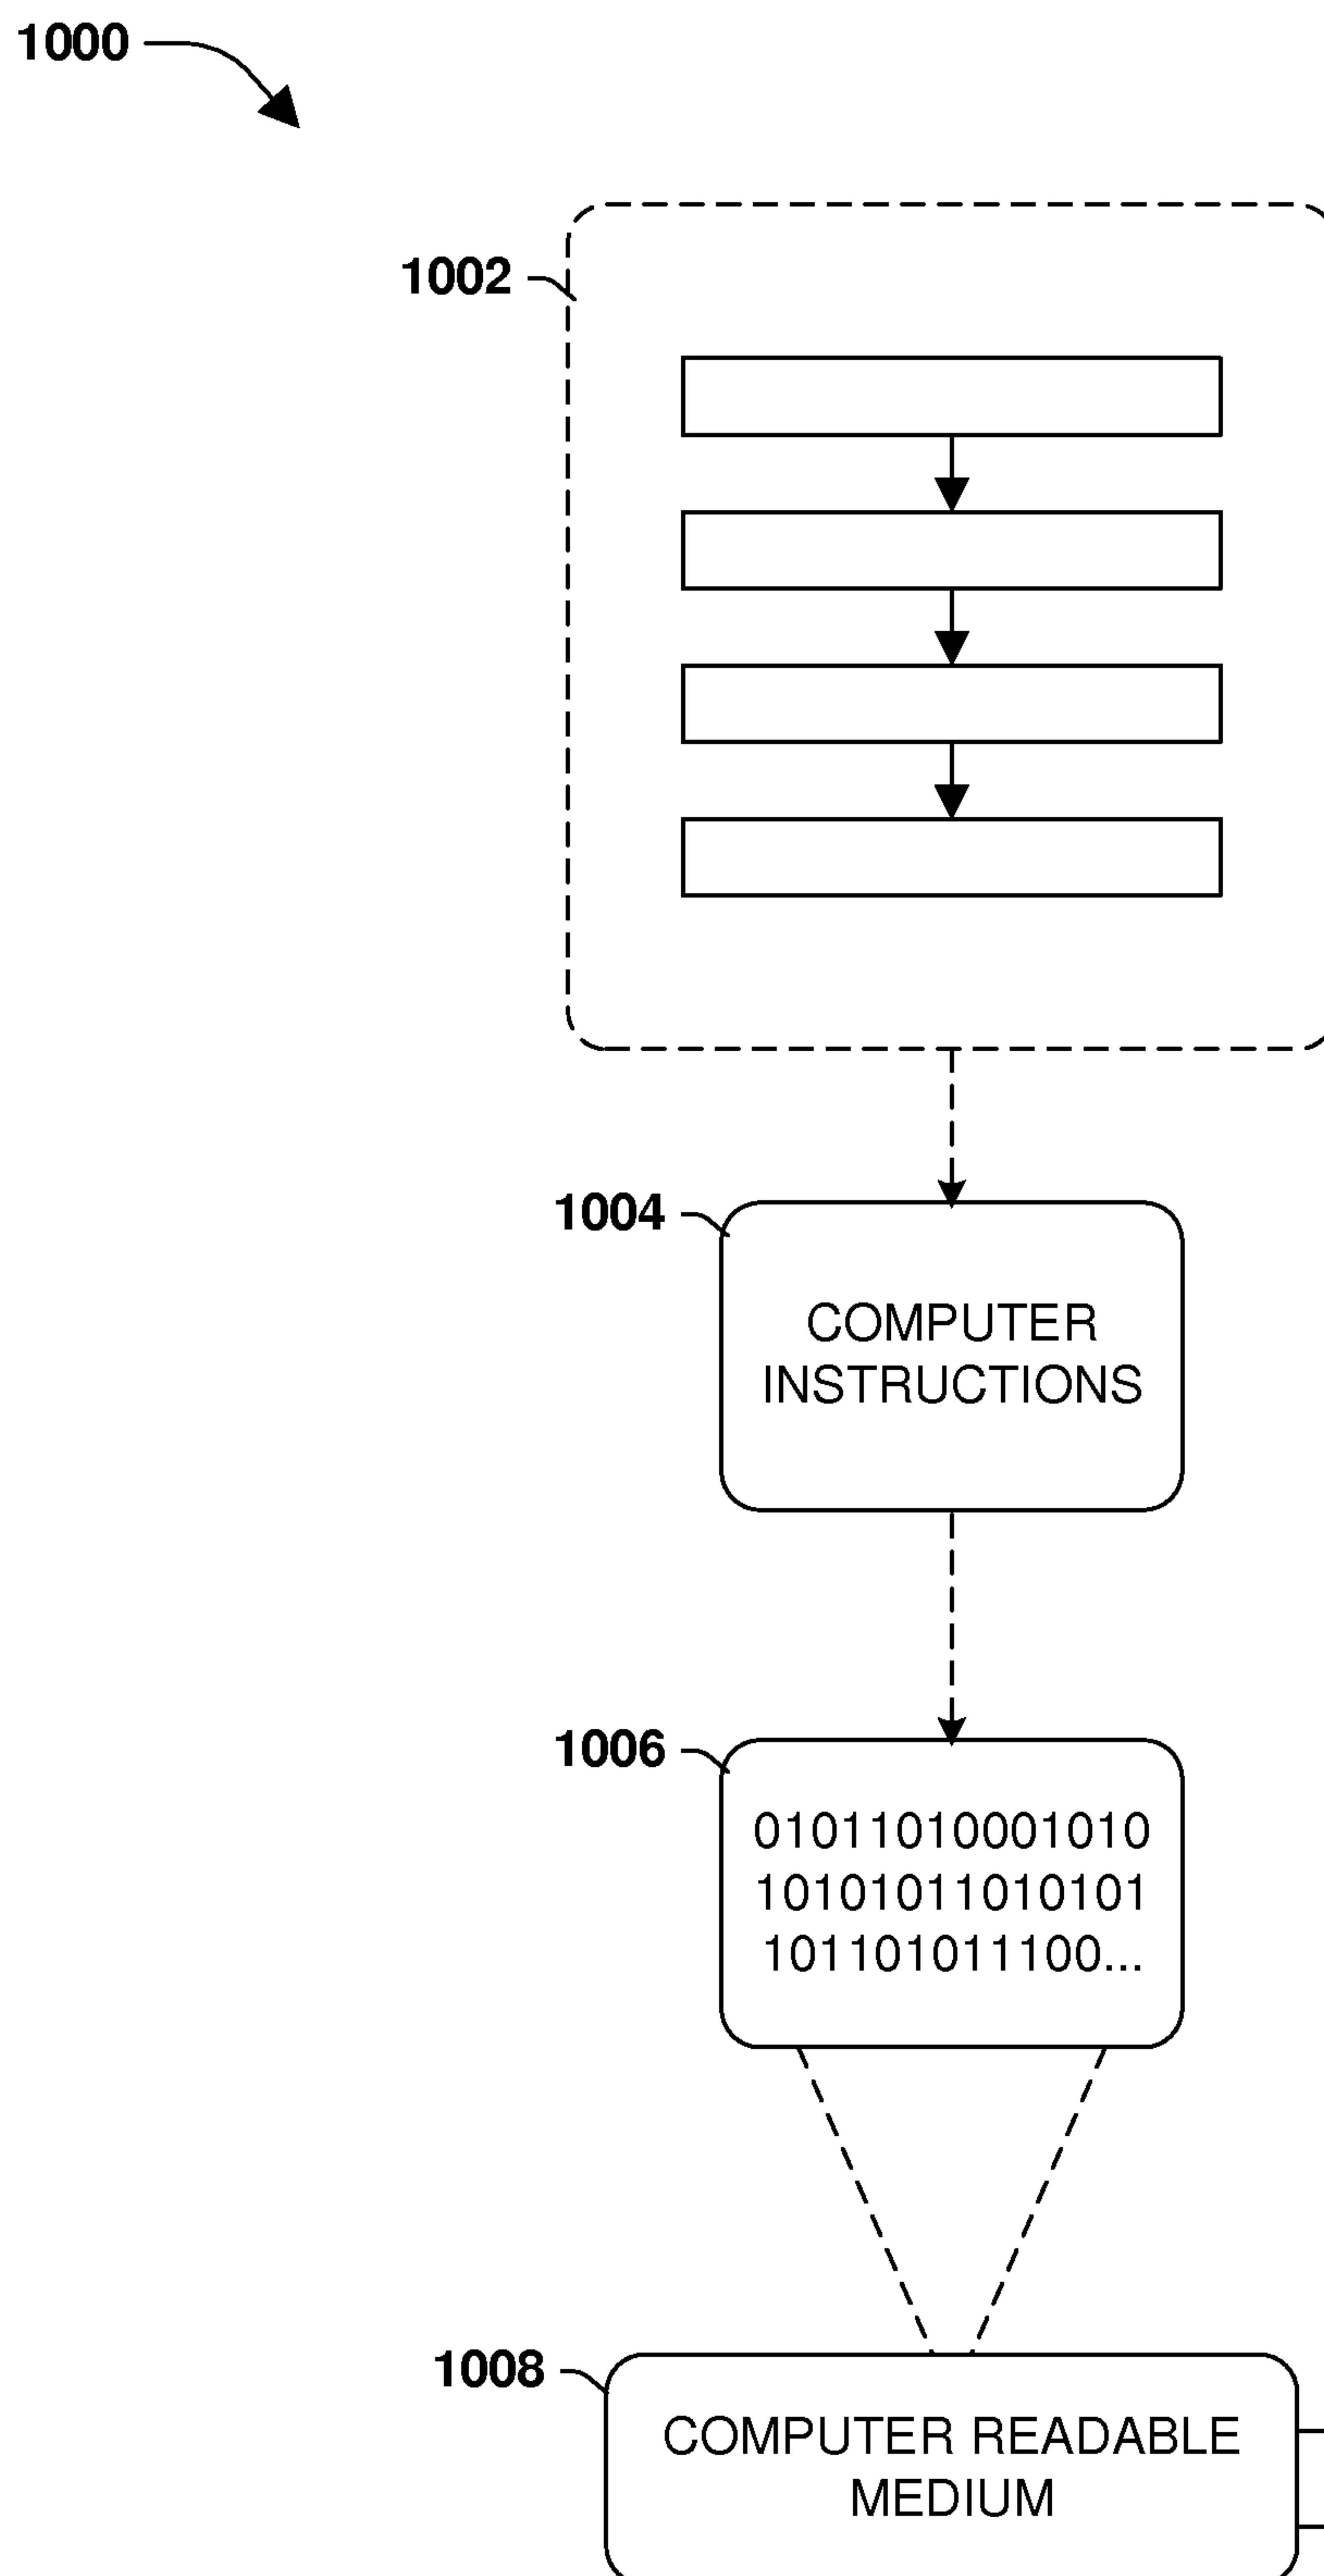 1000
1002
1004
COMPUTER
INSTRUCTIONS
1006
01011010001010
10101011010101
101101011100...
1008
COMPUTER READABLE
MEDIUM